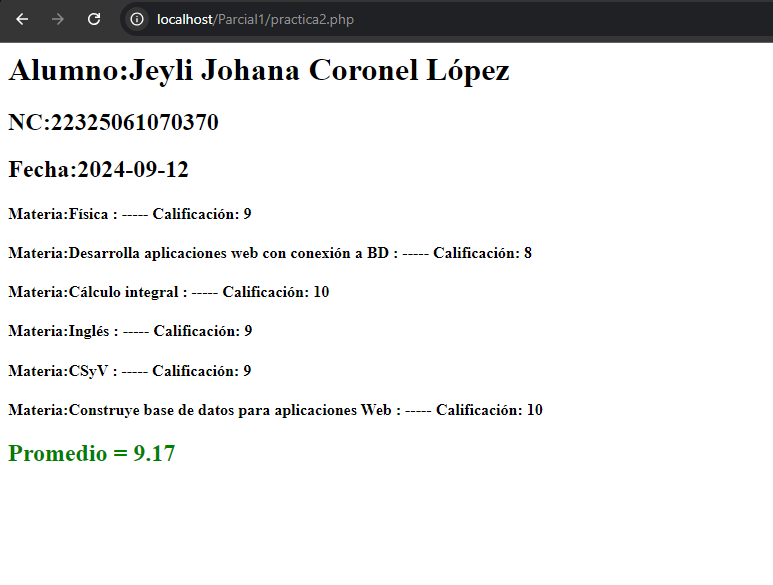 localhost/Parcial1/practica2.php
Alumno:Jeyli Johana Coronel López
NC:22325061070370
Fecha:2024-09-12
Materia:Física : ----- Calificación: 9
Materia:Desarrolla aplicaciones web con conexión a BD : ----- Calificación: 8
Materia:Cálculo integral : ----- Calificación: 10
Materia:Inglés : ----- Calificación: 9
Materia:CSyV : ----- Calificación: 9
Materia:Construye base de datos para aplicaciones Web : ----- Calificación: 10
Promedio = 9.17